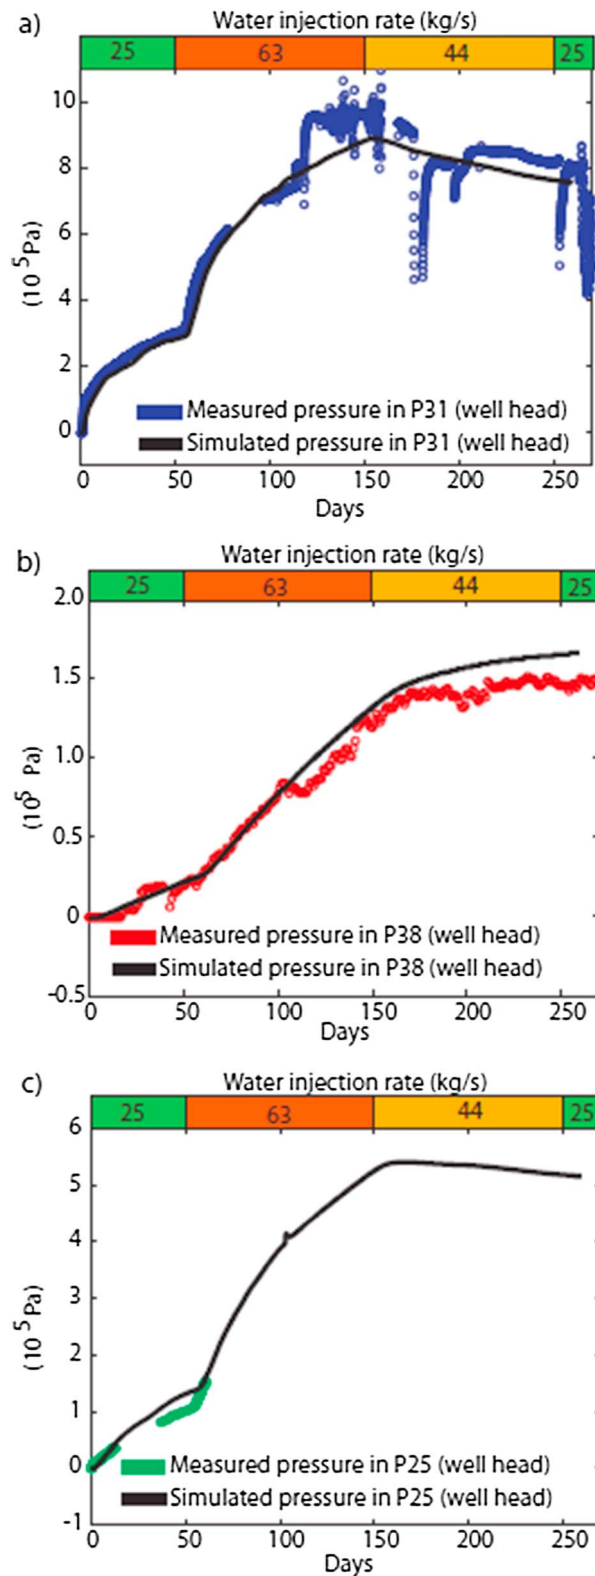 a)
Water injection rate (kg/s)
25 63 44 25
10
8
6
4
2
0
(10 5 Pa)
Measured pressure in P31 (well head)
Simulated pressure in P31 (well head)
0 50 100 150 200 250
Days
b)
Water injection rate (kg/s)
25 63 44 25
2.0
1.5
1.0
0.5
0
-0.5
(10 5 Pa)
Measured pressure in P38 (well head)
Simulated pressure in P38 (well head)
0 50 100 150 200 250
Days
c)
Water injection rate (kg/s)
25 63 44 25
6
5
4
3
2
1
0
-1
(10 5 Pa)
Measured pressure in P25 (well head)
Simulated pressure in P25 (well head)
0 50 100 150 200 250
Days